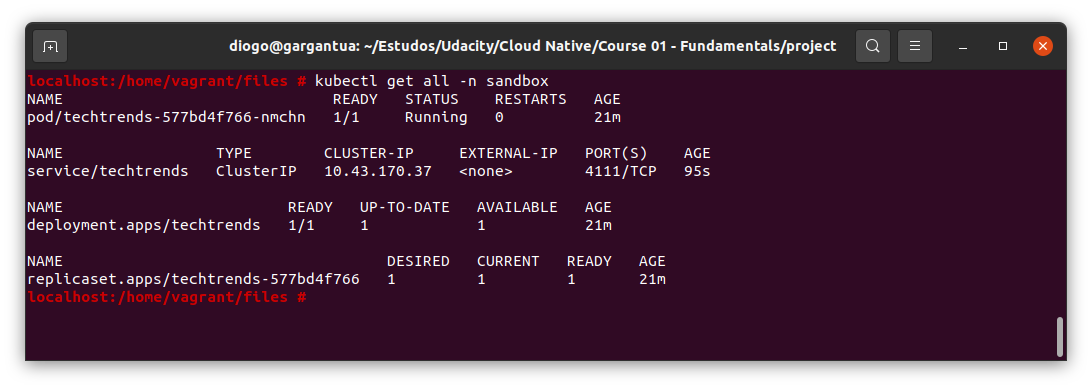 diogo@gargantua: ~/Estudos/Udacity/Cloud Native/Course 01 - Fundamentals/project
localhost:/home/vagrant/files # kubectl get all -n sandbox
NAME                              READY   STATUS    RESTARTS   AGE
pod/techtrends-577bd4f766-nmchn   1/1     Running   0          21m

NAME                 TYPE        CLUSTER-IP     EXTERNAL-IP   PORT(S)    AGE
service/techtrends   ClusterIP   10.43.170.37   <none>        4111/TCP   95s

NAME                         READY   UP-TO-DATE   AVAILABLE   AGE
deployment.apps/techtrends   1/1     1            1           21m

NAME                                    DESIRED   CURRENT   READY   AGE
replicaset.apps/techtrends-577bd4f766   1         1         1       21m
localhost:/home/vagrant/files #